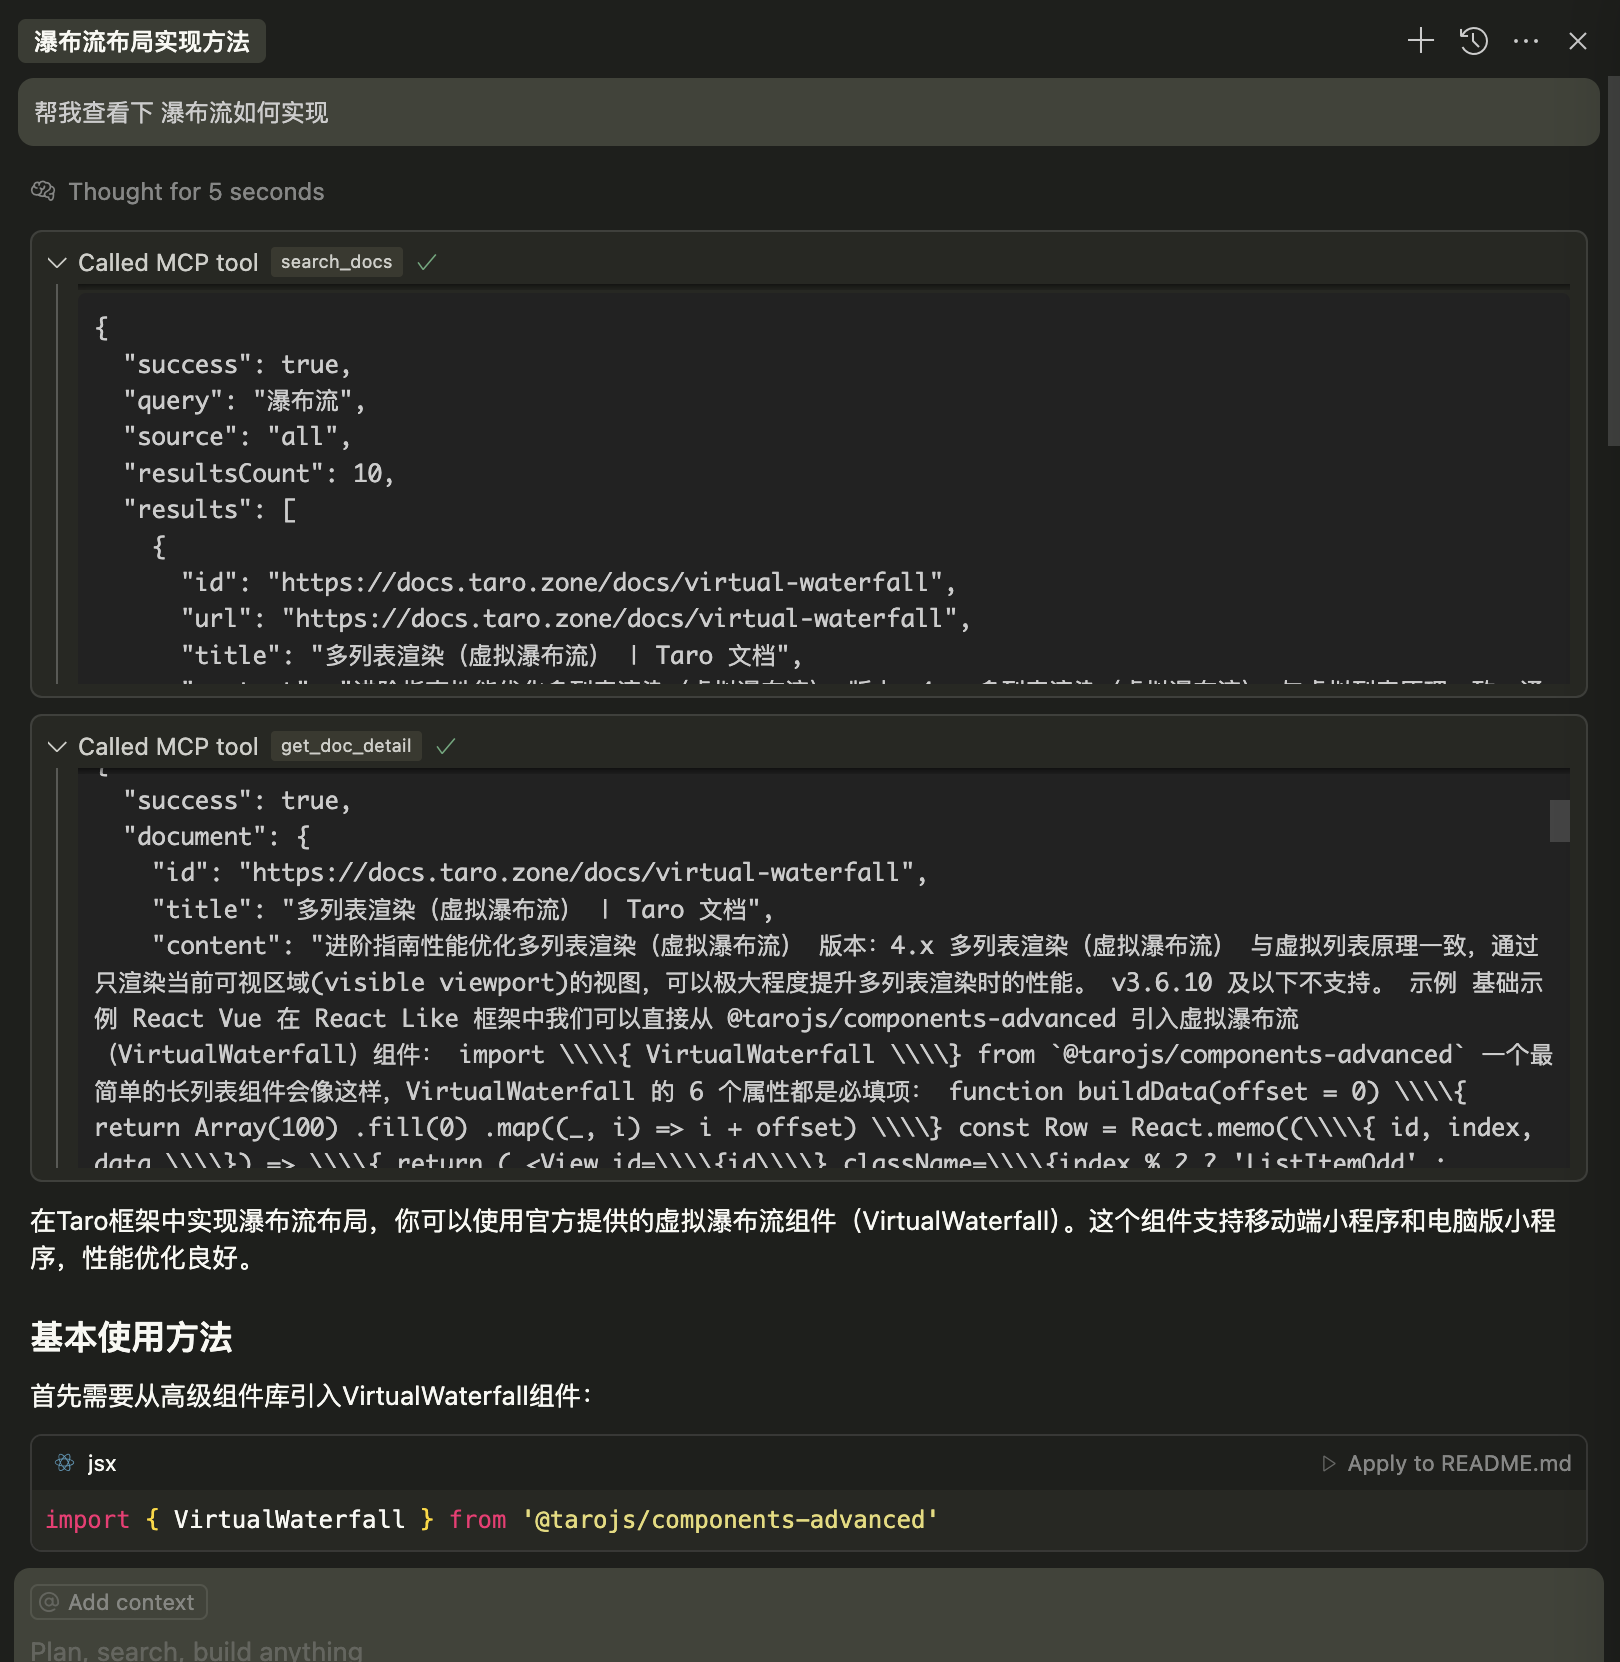 瀑布流布局实现方法
帮我查看下 瀑布流如何实现
Thought for 5 seconds
Called MCP tool search_docs
{
"success": true,
"query": "瀑布流",
"source": "all",
"resultsCount": 10,
"results": [
{
"id": "https://docs.taro.zone/docs/virtual-waterfall",
"url": "https://docs.taro.zone/docs/virtual-waterfall",
"title": "多列表渲染（虚拟瀑布流） | Taro 文档",
Called MCP tool get_doc_detail
{
"success": true,
"document": {
"id": "https://docs.taro.zone/docs/virtual-waterfall",
"title": "多列表渲染（虚拟瀑布流） | Taro 文档",
"content": "进阶指南性能优化多列表渲染（虚拟瀑布流） 版本：4.x 多列表渲染（虚拟瀑布流） 与虚拟列表原理一致，通过
只渲染当前可视区域(visible viewport)的视图，可以极大程度提升多列表渲染时的性能。 v3.6.10 及以下不支持。 示例 基础示
例 React Vue 在 React Like 框架中我们可以直接从 @tarojs/components-advanced 引入虚拟瀑布流
（VirtualWaterfall）组件： import \\\\{ VirtualWaterfall \\\\} from `@tarojs/components-advanced` 一个最
简单的长列表组件会像这样，VirtualWaterfall 的 6 个属性都是必填项： function buildData(offset = 0) \\\\{
return Array(100) .fill(0) .map((_, i) => i + offset) \\\\} const Row = React.memo((\\\\{ id, index,
data \\\\}) => \\\\{ return ( <View id=\\\\{id\\\\} className=\\\\{index % 2 ? 'ListItemOdd' :
在Taro框架中实现瀑布流布局，你可以使用官方提供的虚拟瀑布流组件（VirtualWaterfall）。这个组件支持移动端小程序和电脑版小程
序，性能优化良好。
基本使用方法
首先需要从高级组件库引入VirtualWaterfall组件：
jsx
Apply to README.md
import { VirtualWaterfall } from '@tarojs/components-advanced'
@ Add context
Plan, search, build anything